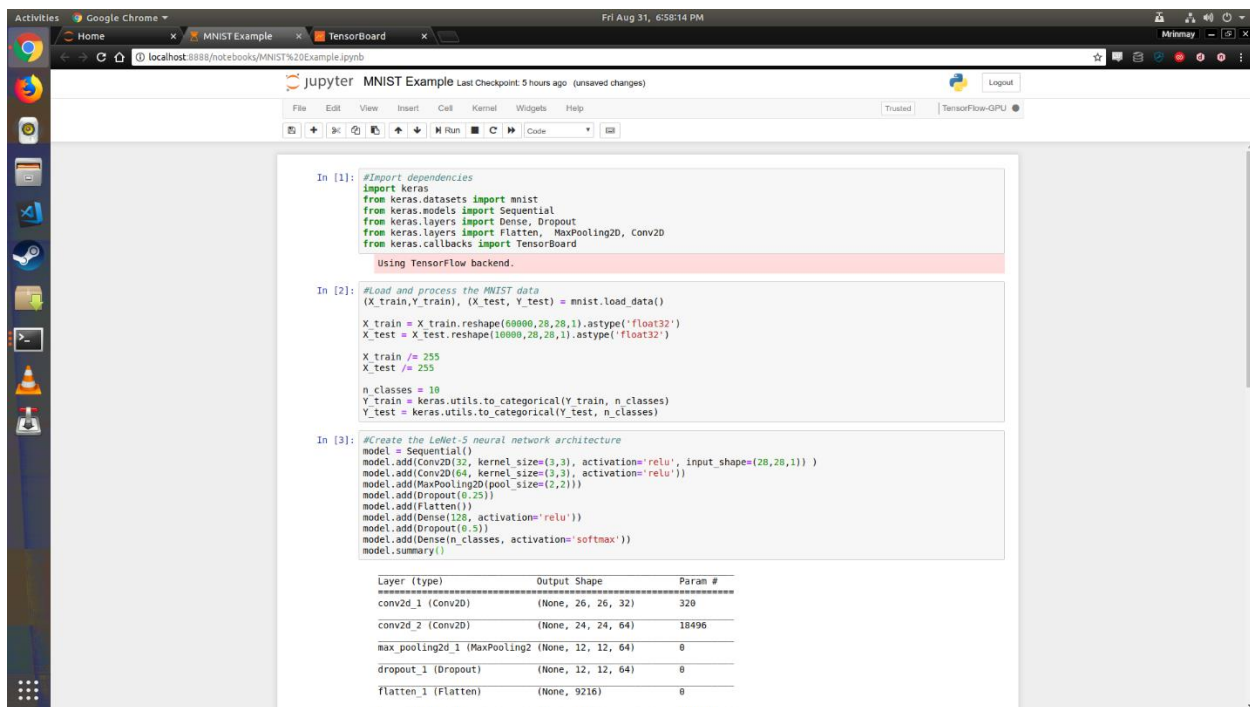 Activities Google Chrome Fri Aug 31, 6:58:14 PM
Home MNIST Example TensorBoard Mrinmay
localhost:8888/notebooks/MNIST%20Example.ipynb
jupyter MNIST Example Last Checkpoint: 5 hours ago (unsaved changes) Logout
File Edit View Insert Cell Kernel Widgets Help Trusted TensorFlow-GPU
Run Code
In [1]: #Import dependencies
import keras
from keras.datasets import mnist
from keras.models import Sequential
from keras.layers import Dense, Dropout
from keras.layers import Flatten, MaxPooling2D, Conv2D
from keras.callbacks import TensorBoard
Using TensorFlow backend.
In [2]: #Load and process the MNIST data
(X_train,Y_train), (X_test, Y_test) = mnist.load_data()
X_train = X_train.reshape(60000,28,28,1).astype('float32')
X_test = X_test.reshape(10000,28,28,1).astype('float32')
X_train /= 255
X_test /= 255
n_classes = 10
Y_train = keras.utils.to_categorical(Y_train, n_classes)
Y_test = keras.utils.to_categorical(Y_test, n_classes)
In [3]: #Create the LeNet-5 neural network architecture
model = Sequential()
model.add(Conv2D(32, kernel_size=(3,3), activation='relu', input_shape=(28,28,1)) )
model.add(Conv2D(64, kernel_size=(3,3), activation='relu'))
model.add(MaxPooling2D(pool_size=(2,2)))
model.add(Dropout(0.25))
model.add(Flatten())
model.add(Dense(128, activation='relu'))
model.add(Dropout(0.5))
model.add(Dense(n_classes, activation='softmax'))
model.summary()
Layer (type) Output Shape Param #
conv2d_1 (Conv2D) (None, 26, 26, 32) 320
conv2d_2 (Conv2D) (None, 24, 24, 64) 18496
max_pooling2d_1 (MaxPooling2 (None, 12, 12, 64) 0
dropout_1 (Dropout) (None, 12, 12, 64) 0
flatten_1 (Flatten) (None, 9216) 0